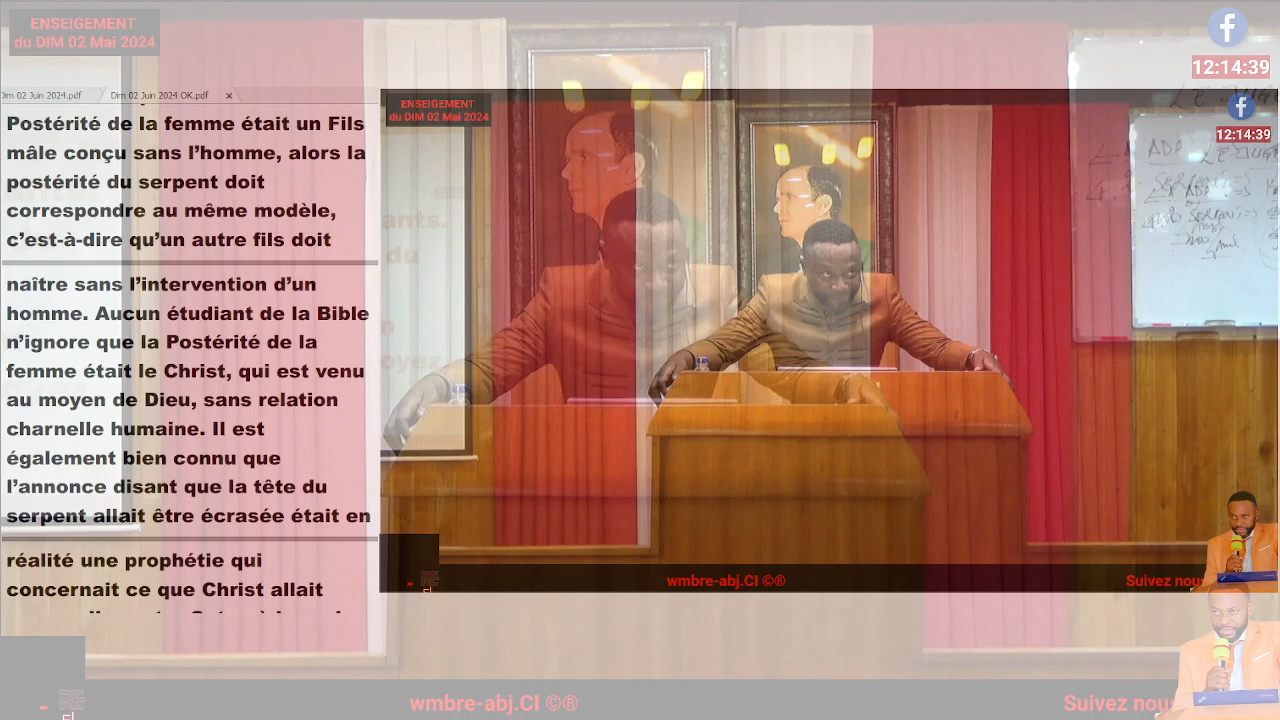 ENSEIGEMENT
du DIM 02 Mai 2024
12:14:39
Dim 02 Juin 2024.pdf
Dim 02 Juin 2024 OK.pdf
Postérité de la femme était un Fils
mâle conçu sans l’homme, alors la
postérité du serpent doit
correspondre au même modèle,
c’est-à-dire qu’un autre fils doit
naître sans l’intervention d’un
homme. Aucun étudiant de la Bible
n’ignore que la Postérité de la
femme était le Christ, qui est venu
au moyen de Dieu, sans relation
charnelle humaine. Il est
également bien connu que
l’annonce disant que la tête du
serpent allait être écrasée était en
réalité une prophétie qui
concernait ce que Christ allait
ENSEIGEMENT
du DIM 02 Mai 2024
12:14:39
ants.
du
wmbre-abj.CI ©®
Suivez nous
wmbre-abj.CI ©®
Suivez nous